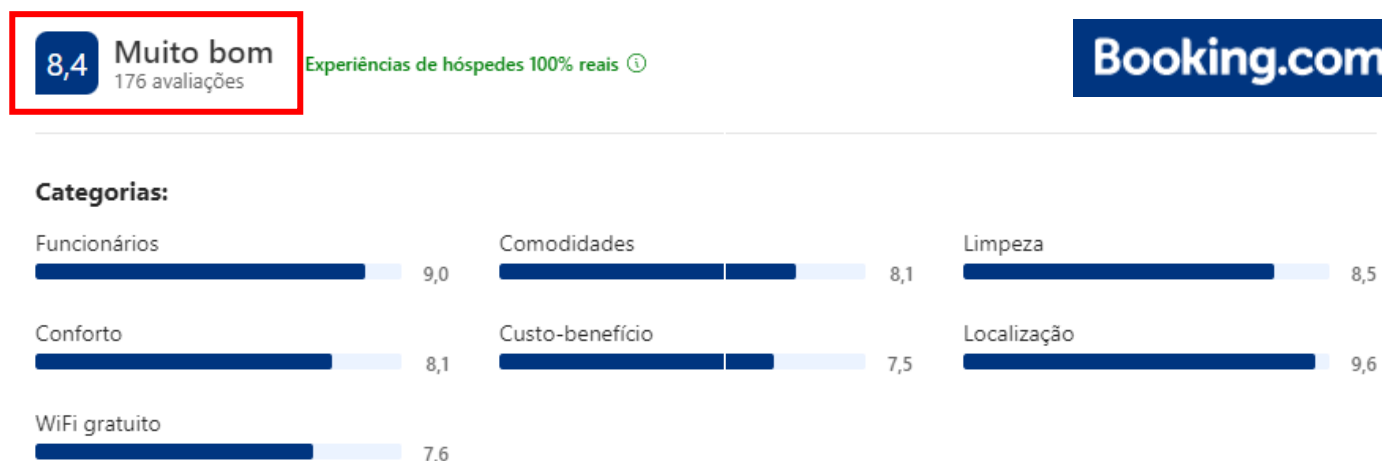 8,4 Muito bom
176 avaliações
Experiências de hóspedes 100% reais
Booking.com
Categorias:
Funcionários 9,0
Comodidades 8,1
Limpeza 8,5
Conforto 8,1
Custo-benefício 7,5
Localização 9,6
WiFi gratuito 7,6